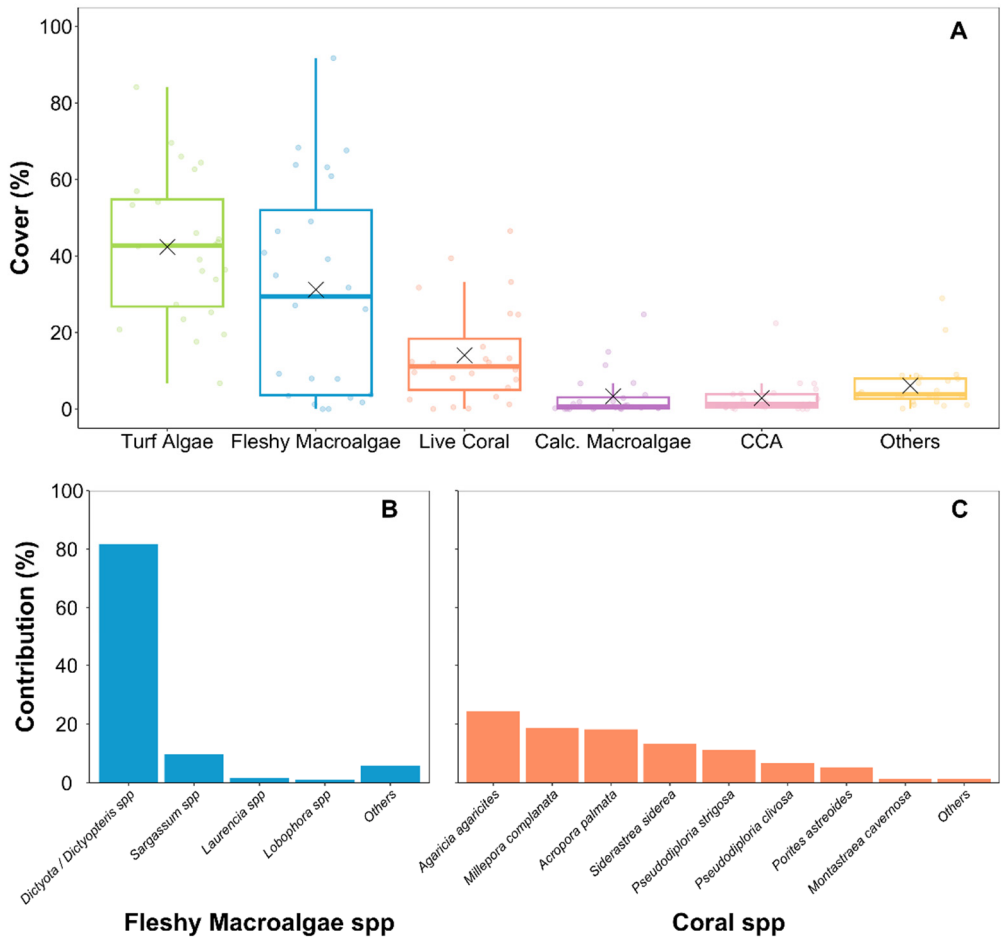 A
Cover (%)
100
80
60
40
20
0
Turf Algae Fleshy Macroalgae Live Coral Calc. Macroalgae CCA Others
B
Contribution (%)
100
80
60
40
20
0
Dictyota / Dictyopteris spp
Sargassum spp
Laurencia spp
Lobophora spp
Others
Fleshy Macroalgae spp
C
Agaricia agaricites
Millepora complanata
Acropora palmata
Siderastrea siderea
Pseudodiploria strigosa
Pseudodiploria clivosa
Porites astreoides
Montastraea cavernosa
Others
Coral spp